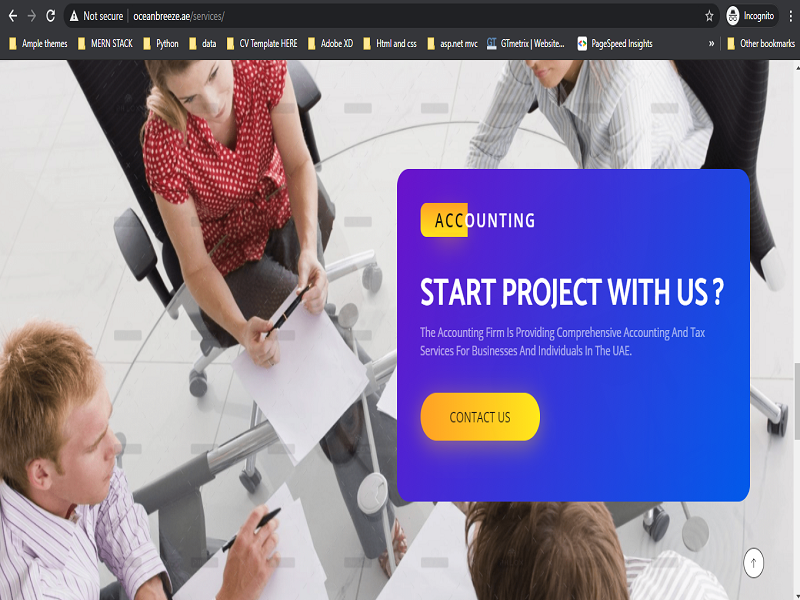 Not secure oceanbreeze.ae/services/ Incognito
Ample themes MERN STACK Python data CV Template HERE Adobe XD Html and css asp.net mvc GT GTmetrix | Website... PageSpeed Insights » Other bookmarks
ACCOUNTING
START PROJECT WITH US ?
The Accounting Firm Is Providing Comprehensive Accounting And Tax
Services For Businesses And Individuals In The UAE.
CONTACT US